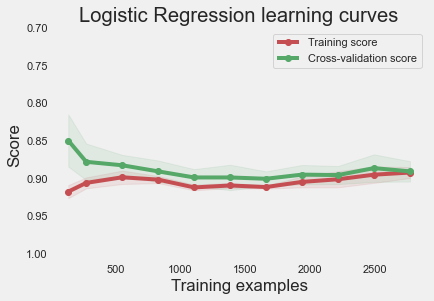 Logistic Regression learning curves
0.70
Training score
Cross-validation score
0.75
0.80
0.85
Score
0.90
0.95
1.00
500 1000 1500 2000 2500
Training examples